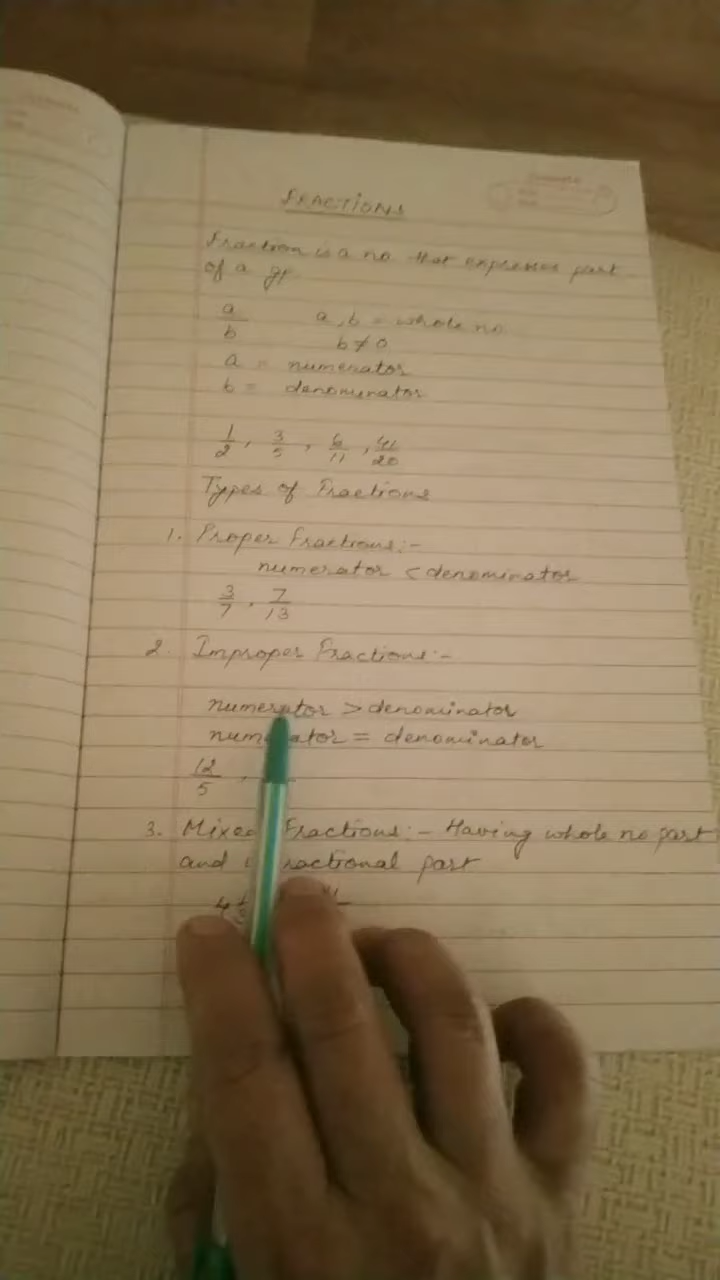 FRACTIONS
Fraction is a no. that expresses part
of a gp.
a/b a, b = whole no.
b ≠ 0
a = numerator
b = denominator
1/2, 3/5, 6/11, 41/20
Types of Fractions
1. Proper Fractions:-
numerator < denominator
3/7, 7/13
2. Improper Fractions:-
numerator > denominator
numerator = denominator
12/5,
3. Mixed Fractions:- Having whole no part
and fractional part
4